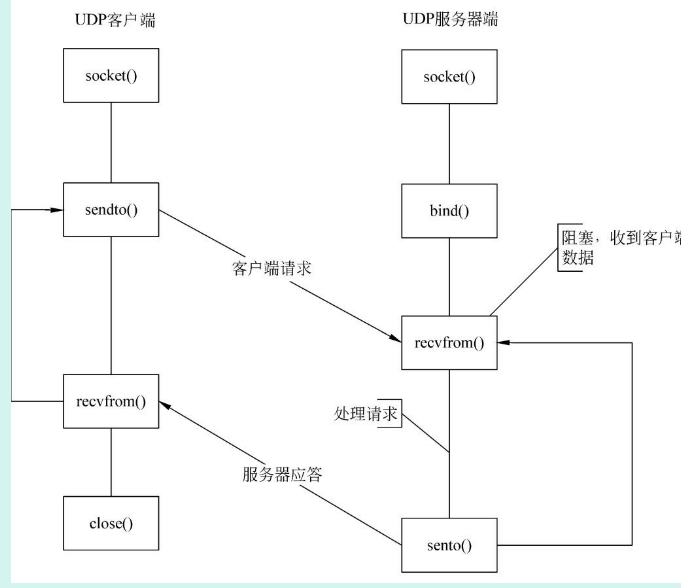 UDP客户端
UDP服务器端
socket()
socket()
sendto()
bind()
阻塞，收到客户端
数据
客户端请求
recvfrom()
recvfrom()
处理请求
服务器应答
close()
sento()